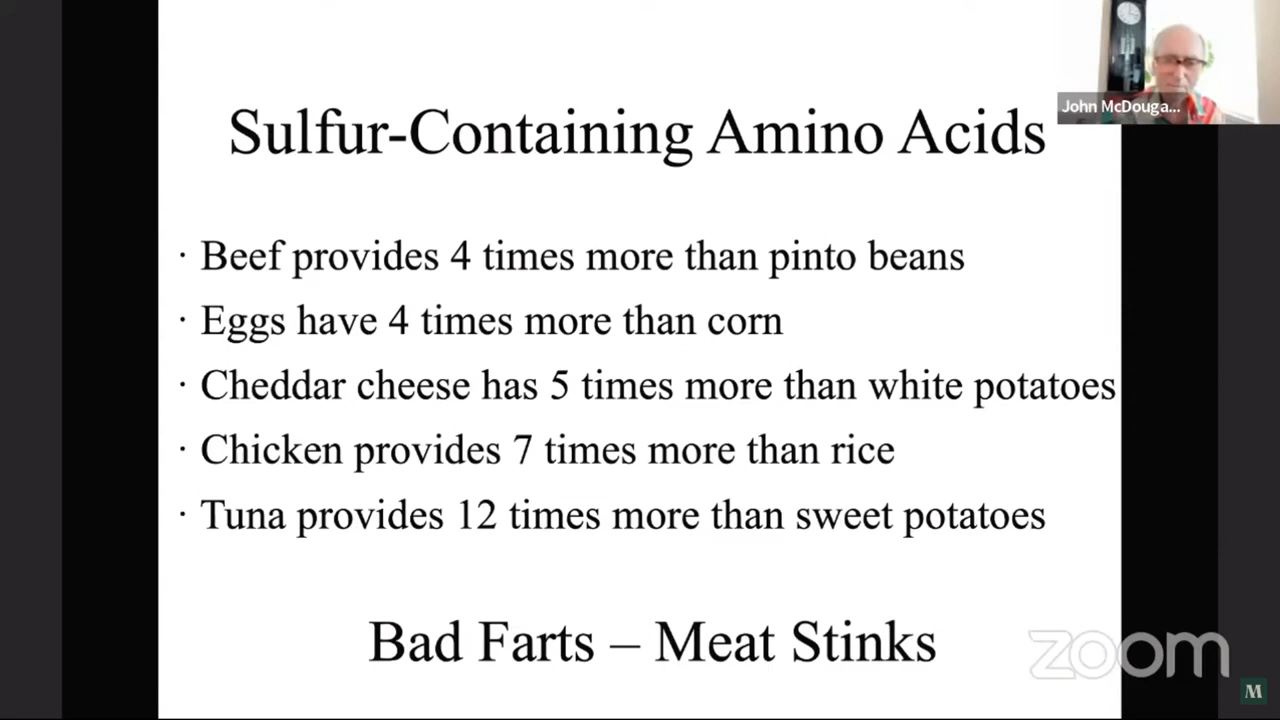 John McDouga...
Sulfur-Containing Amino Acids
· Beef provides 4 times more than pinto beans
· Eggs have 4 times more than corn
· Cheddar cheese has 5 times more than white potatoes
· Chicken provides 7 times more than rice
· Tuna provides 12 times more than sweet potatoes
Bad Farts – Meat Stinks
zoom
M